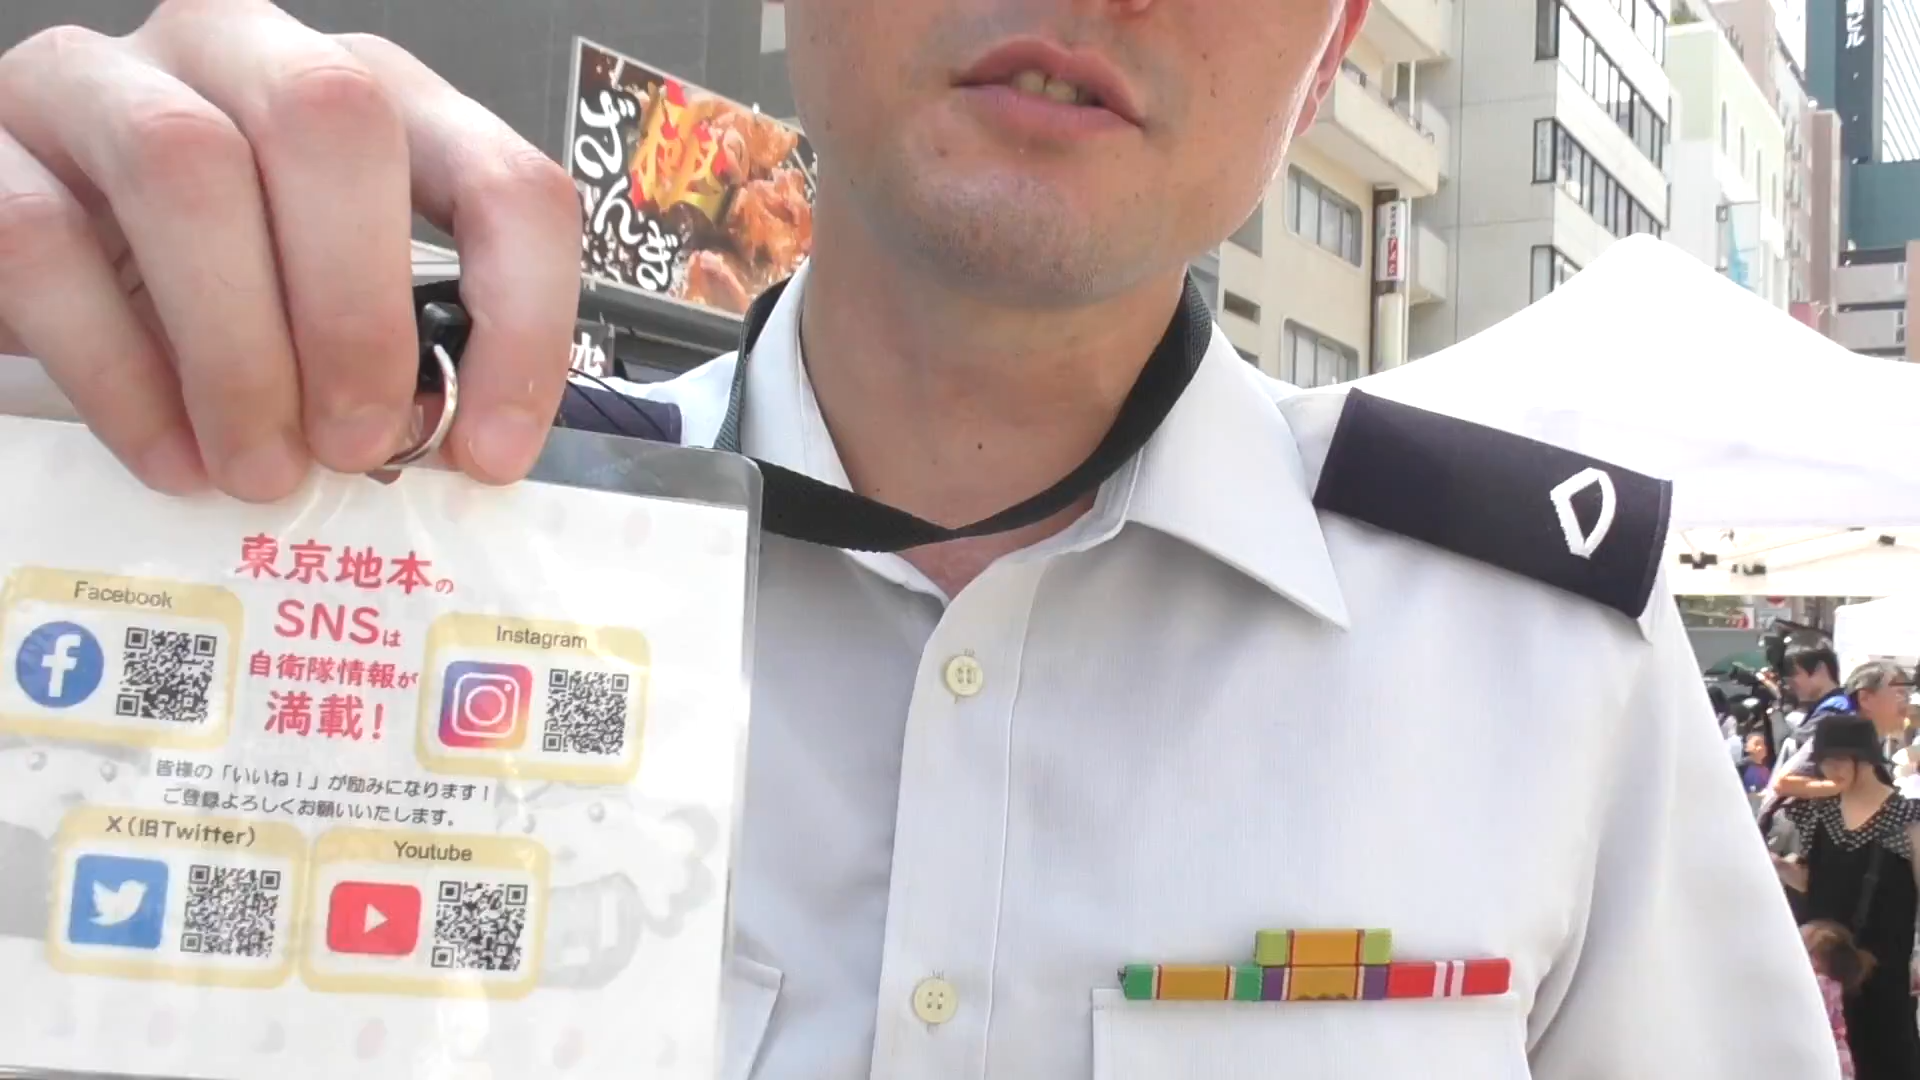 ざんぎ
東京地本の
SNSは
自衛隊情報が
満載!
Facebook
Instagram
皆様の「いいね!」が励みになります!
ご登録よろしくお願いいたします。
X(旧Twitter)
Youtube